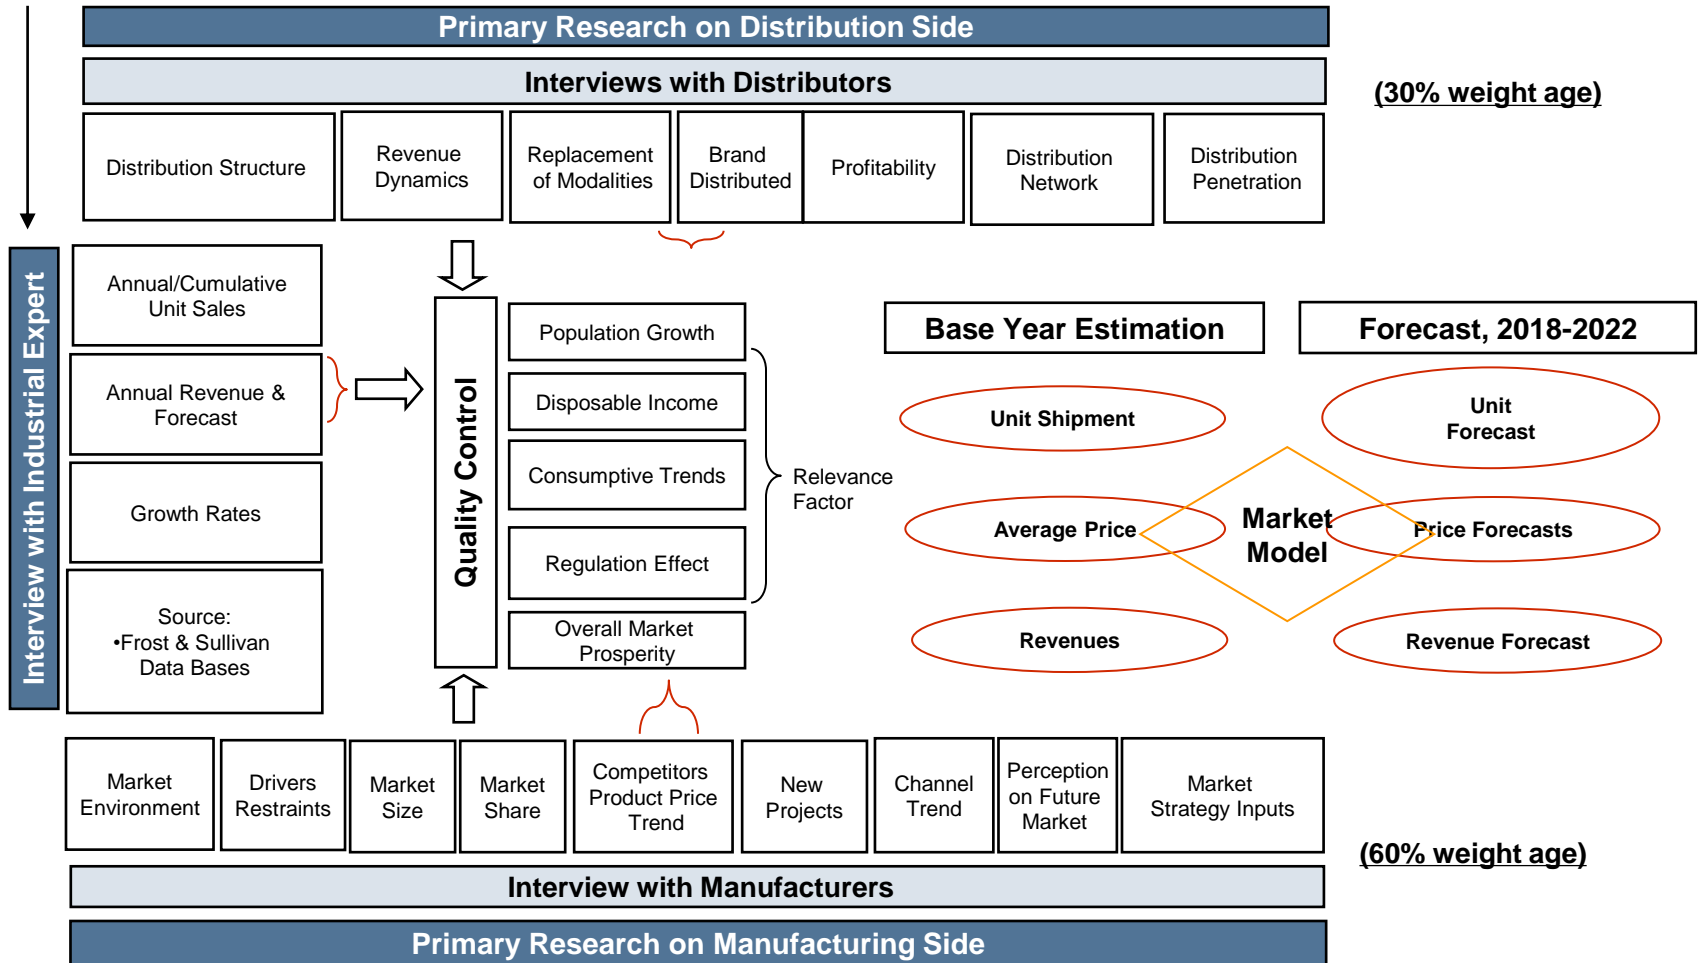 Primary Research on Distribution Side
Interviews with Distributors
(30% weight age)
Distribution Structure
Revenue
Dynamics
Replacement
of Modalities
Brand
Distributed
Profitability
Distribution
Network
Distribution
Penetration
Interview with Industrial Expert
Annual/Cumulative
Unit Sales
Annual Revenue &
Forecast
Growth Rates
Source:
•Frost & Sullivan
Data Bases
Quality Control
Population Growth
Disposable Income
Consumptive Trends
Regulation Effect
Overall Market
Prosperity
Relevance
Factor
Base Year Estimation
Forecast, 2018-2022
Unit Shipment
Unit
Forecast
Average Price
Market
Model
Price Forecasts
Revenues
Revenue Forecast
Market
Environment
Drivers
Restraints
Market
Size
Market
Share
Competitors
Product Price
Trend
New
Projects
Channel
Trend
Perception
on Future
Market
Market
Strategy Inputs
(60% weight age)
Interview with Manufacturers
Primary Research on Manufacturing Side